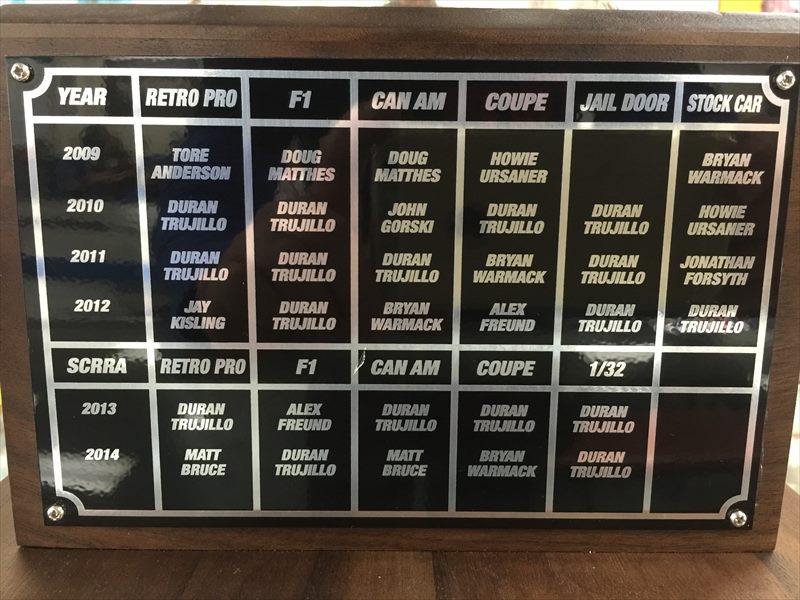 YEAR RETRO PRO F1 CAN AM COUPE JAIL DOOR STOCK CAR
2009 TORE DOUG DOUG HOWIE BRYAN
ANDERSON MATTHES MATTHES URSANER WARMACK
2010 DURAN DURAN JOHN DURAN DURAN HOWIE
TRUJILLO TRUJILLO GORSKI TRUJILLO TRUJILLO URSANER
2011 DURAN DURAN DURAN BRYAN DURAN JONATHAN
TRUJILLO TRUJILLO TRUJILLO WARMACK TRUJILLO FORSYTH
2012 JAY DURAN BRYAN ALEX DURAN DURAN
KISLING TRUJILLO WARMACK FREUND TRUJILLO TRUJILLO
SCRRA RETRO PRO F1 CAN AM COUPE 1/32
2013 DURAN ALEX DURAN DURAN DURAN
TRUJILLO FREUND TRUJILLO TRUJILLO TRUJILLO
2014 MATT DURAN MATT BRYAN DURAN
BRUCE TRUJILLO BRUCE WARMACK TRUJILLO